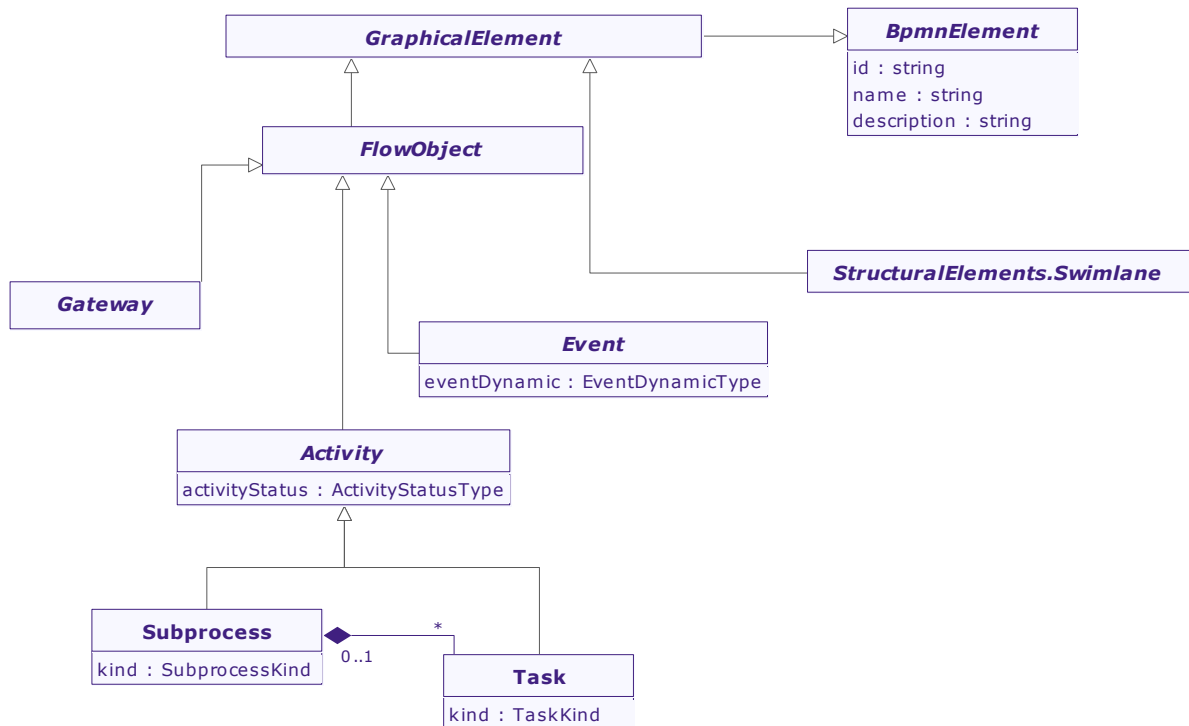 GraphicalElement
BpmnElement
id : string
name : string
description : string
FlowObject
StructuralElements.Swimlane
Gateway
Event
eventDynamic : EventDynamicType
Activity
activityStatus : ActivityStatusType
Subprocess
kind : SubprocessKind
*
0..1
Task
kind : TaskKind